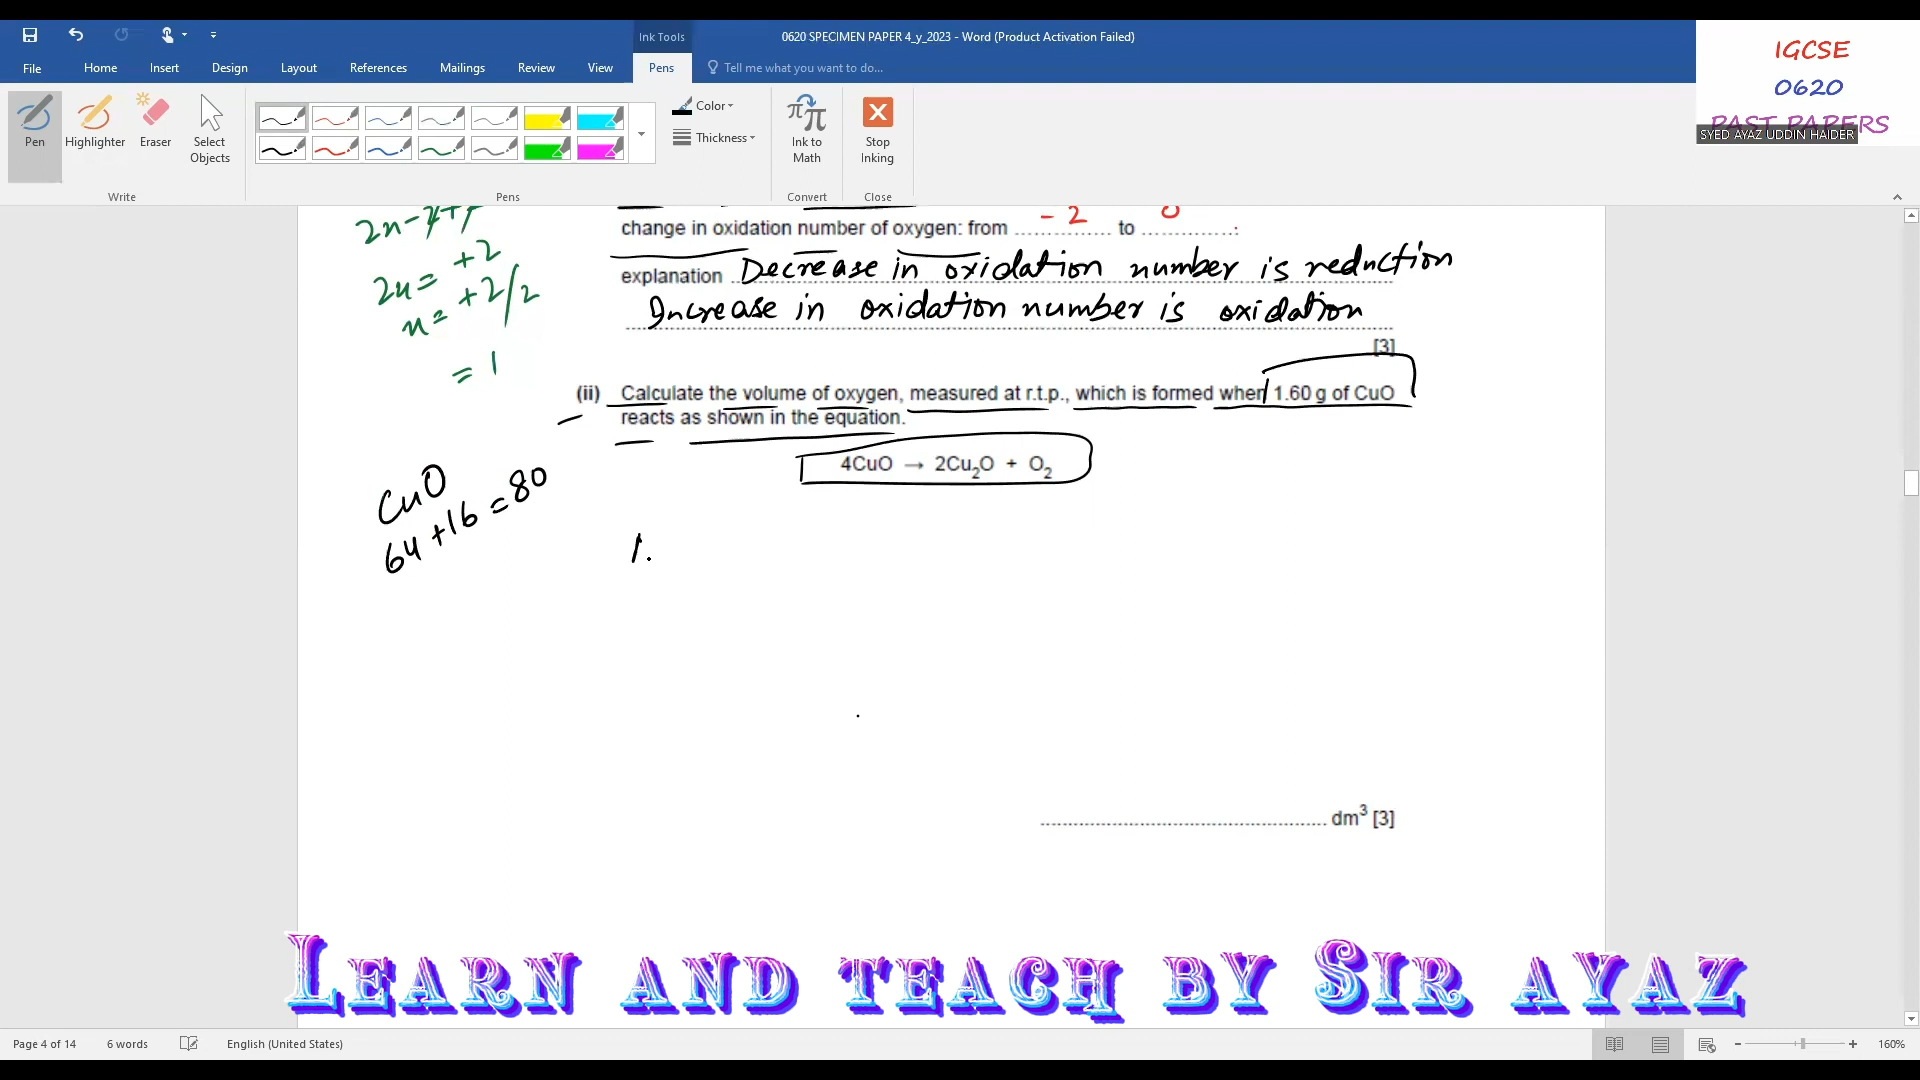 Ink Tools
0620 SPECIMEN PAPER 4_y_2023 - Word (Product Activation Failed)
File Home Insert Design Layout References Mailings Review View Pens Tell me what you want to do...
IGCSE
0620
PAST PAPERS
SYED AYAZ UDDIN HAIDER
Pen Highlighter Eraser Select Objects
Color
Thickness
Ink to Math
Stop Inking
Write Pens Convert Close
change in oxidation number of oxygen: from - 2 to 0
explanation Decrease in oxidation number is reduction
Increase in oxidation number is oxidation
[3]
2n=+2
n=+2/2
=1
(ii) Calculate the volume of oxygen, measured at r.t.p., which is formed when 1.60 g of CuO
reacts as shown in the equation.
4CuO → 2Cu₂O + O₂
CuO
64+16=80
1.
dm³ [3]
LEARN AND TEACH BY SIR AYAZ
Page 4 of 14 6 words English (United States) 160%